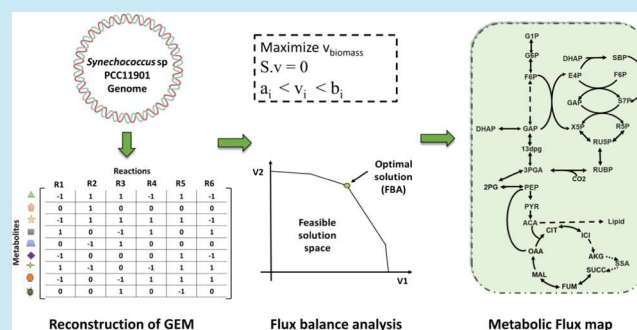 Synechococcus sp
PCC11901
Genome
Reactions
R1 R2 R3 R4 R5 R6
Metabolites
-1 1 1 -1 1 -1
0 1 0 0 0 0
-1 1 1 1 1 -1
1 0 -1 1 0 -1
0 -1 1 0 0 0
-1 0 0 0 -1 1
1 -1 0 -1 -1 1
-1 0 1 1 0 -1
0 0 1 0 -1 0
Reconstruction of GEM
Maximize vbiomass
S.v = 0
ai < vi < bi
V2
Optimal
solution
(FBA)
Feasible
solution
space
V1
Flux balance analysis
G1P
G6P
F6P
DHAP
SBP
E4P
F6P
GAP
S7P
DHAP
GAP
X5P
R5P
13dpg
RU5P
3PGA
CO2
RUBP
2PG
PEP
PYR
ACA
Lipid
CIT
ICI
OAA
AKG
SSA
MAL
SUCC
FUM
Metabolic Flux map